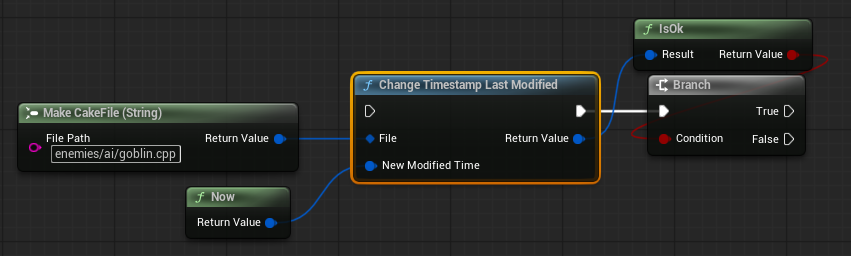 Make CakeFile (String)
File Path
enemies/ai/goblin.cpp
Return Value
Now
Return Value
Change Timestamp Last Modified
File
Return Value
New Modified Time
IsOk
Result
Return Value
Branch
True
Condition
False